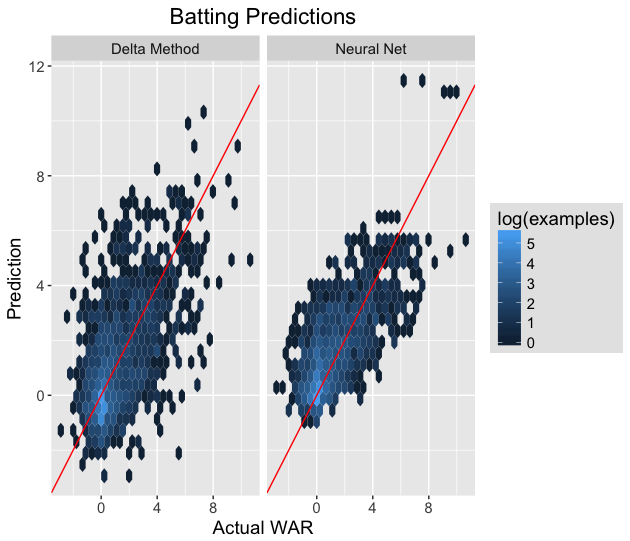 Batting Predictions
Delta Method
Neural Net
12
8
4
0
Prediction
0 4 8
0 4 8
Actual WAR
log(examples)
5
4
3
2
1
0